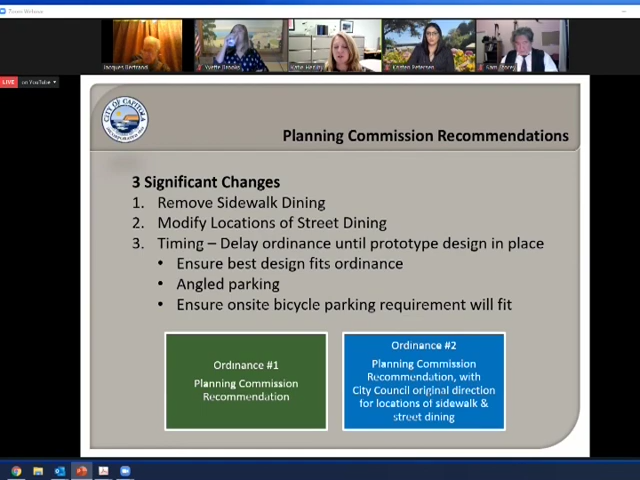 Zoom Webinar
Jacques Bertrand
Yvette Brooks
Katie Herlihy
Kristen Petersen
Sam Storey
LIVE on YouTube
CITY OF CAPITOLA
Planning Commission Recommendations
3 Significant Changes
1. Remove Sidewalk Dining
2. Modify Locations of Street Dining
3. Timing – Delay ordinance until prototype design in place
• Ensure best design fits ordinance
• Angled parking
• Ensure onsite bicycle parking requirement will fit
Ordinance #1
Planning Commission
Recommendation
Ordinance #2
Planning Commission
Recommendation, with
City Council original direction
for locations of sidewalk &
street dining